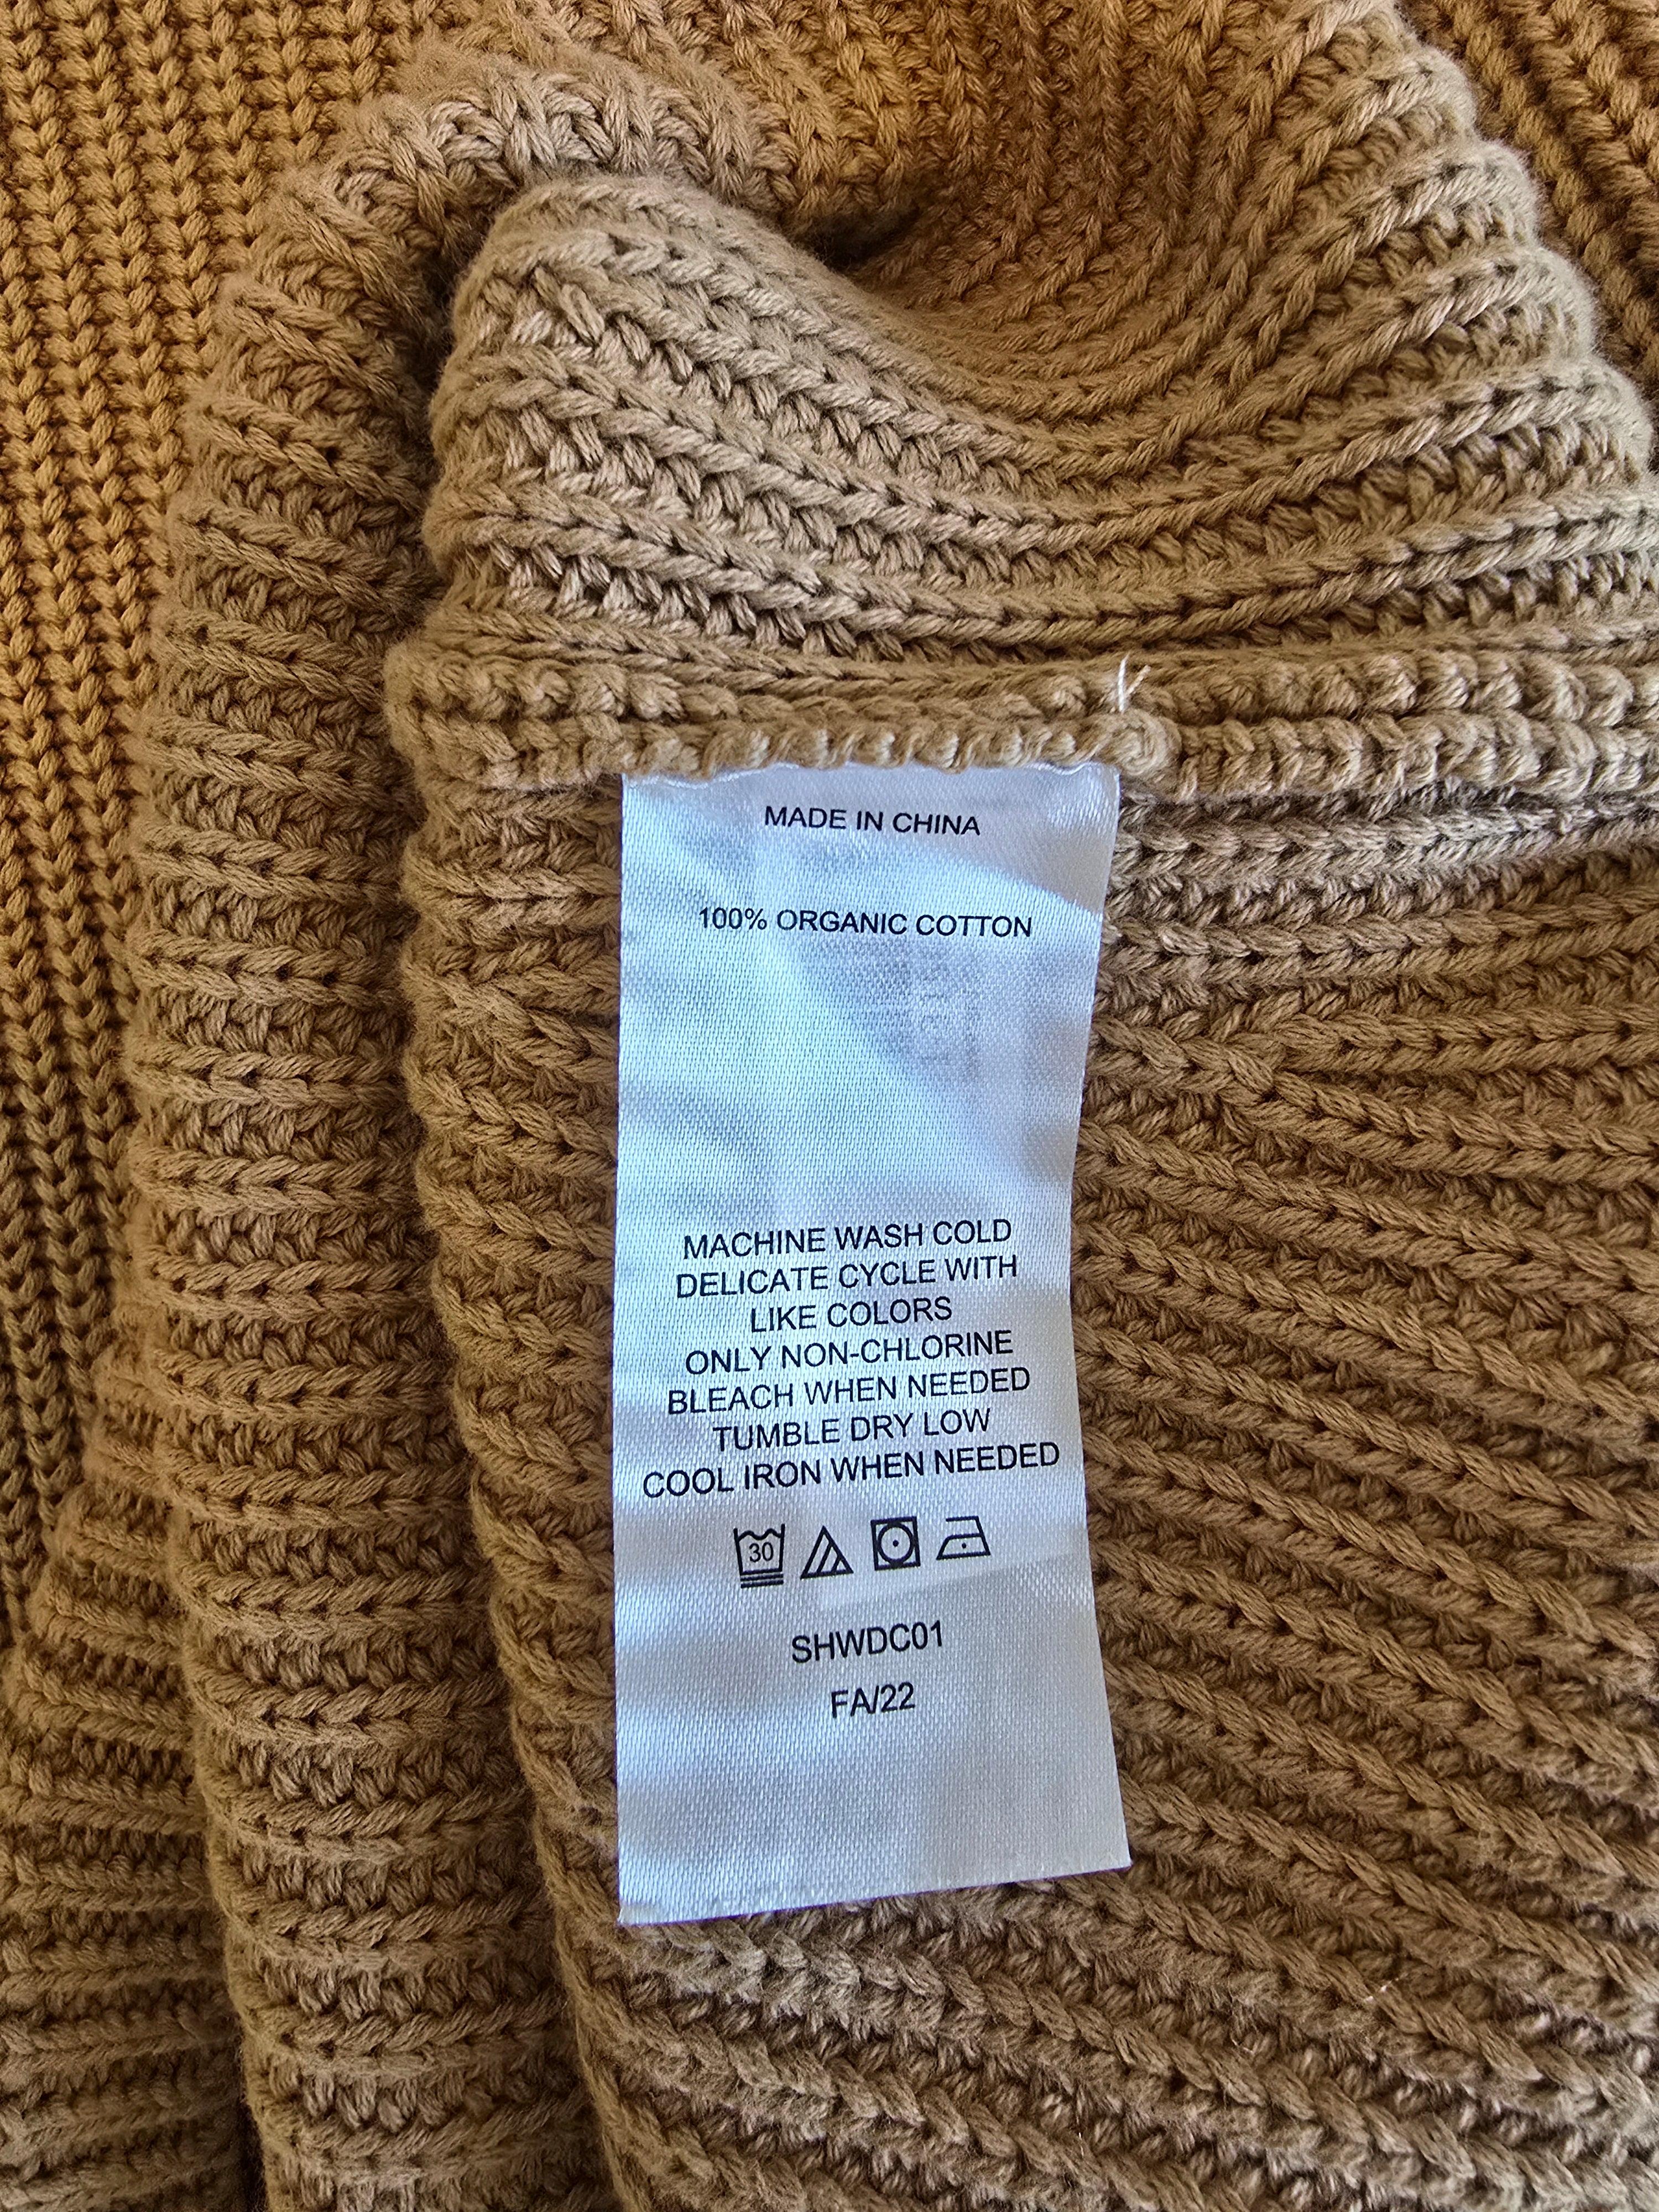 MADE IN CHINA
100% ORGANIC COTTON
MACHINE WASH COLD
DELICATE CYCLE WITH
LIKE COLORS
ONLY NON-CHLORINE
BLEACH WHEN NEEDED
TUMBLE DRY LOW
COOL IRON WHEN NEEDED
30
SHWDC01
FA/22